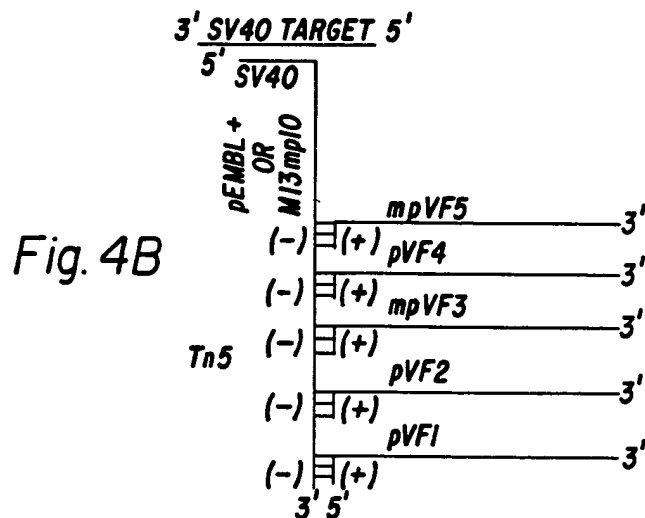 3' SV40 TARGET 5'
5' SV40
pEMBL+
OR
M13mp10
mpVF5 3'
(-) (+)
pVF4 3'
(-) (+)
Fig. 4B
mpVF3 3'
(-) (+)
Tn5
pVF2 3'
(-) (+)
pVF1 3'
(-) (+)
3' 5'